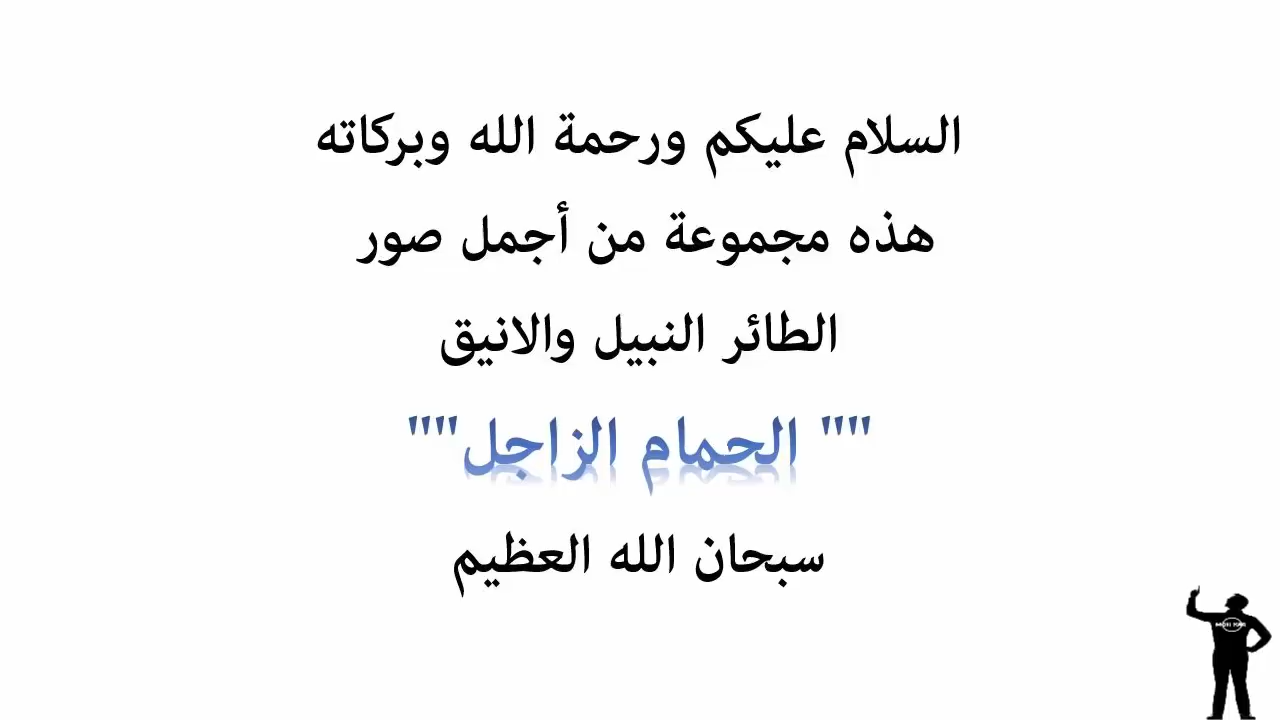 السلام عليكم ورحمة الله وبركاته
هذه مجموعة من أجمل صور
الطائر النبيل والانيق
"" الحمام الزاجل""
سبحان الله العظيم